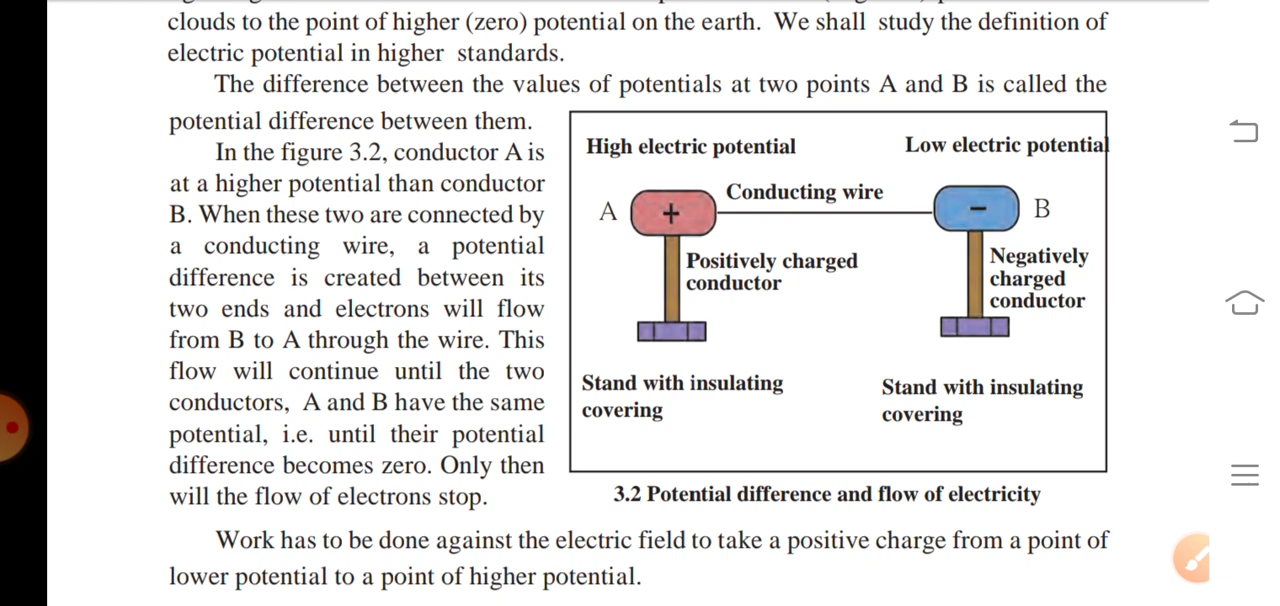 clouds to the point of higher (zero) potential on the earth. We shall study the definition of
electric potential in higher standards.
The difference between the values of potentials at two points A and B is called the
potential difference between them.
In the figure 3.2, conductor A is
at a higher potential than conductor
B. When these two are connected by
a conducting wire, a potential
difference is created between its
two ends and electrons will flow
from B to A through the wire. This
flow will continue until the two
conductors, A and B have the same
potential, i.e. until their potential
difference becomes zero. Only then
will the flow of electrons stop.
High electric potential
Low electric potential
Conducting wire
A
+
-
B
Positively charged
conductor
Negatively
charged
conductor
Stand with insulating
covering
Stand with insulating
covering
3.2 Potential difference and flow of electricity
Work has to be done against the electric field to take a positive charge from a point of
lower potential to a point of higher potential.